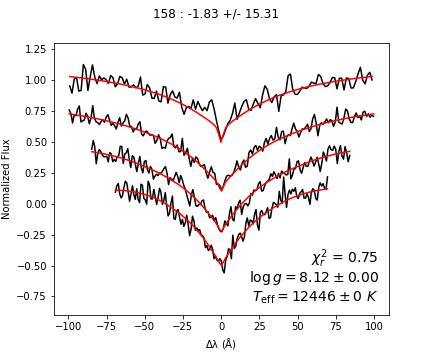 158 : -1.83 +/- 15.31
Normalized Flux
1.25
1.00
0.75
0.50
0.25
0.00
−0.25
−0.50
−0.75
χ²ᵣ = 0.75
log g = 8.12 ± 0.00
T_eff = 12446 ± 0 K
−100 −75 −50 −25 0 25 50 75 100
Δλ (Å)